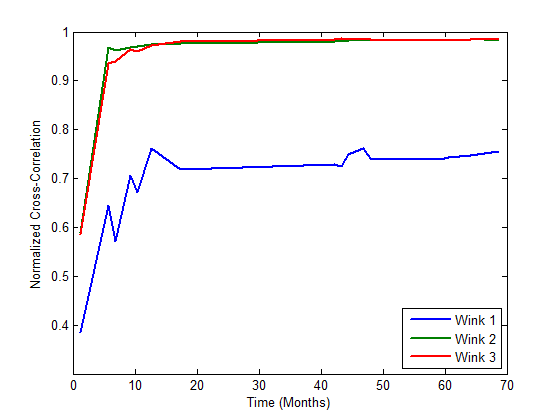 1
0.9
0.8
0.7
0.6
0.5
0.4
Normalized Cross-Correlation
0 10 20 30 40 50 60 70
Time (Months)
Wink 1
Wink 2
Wink 3